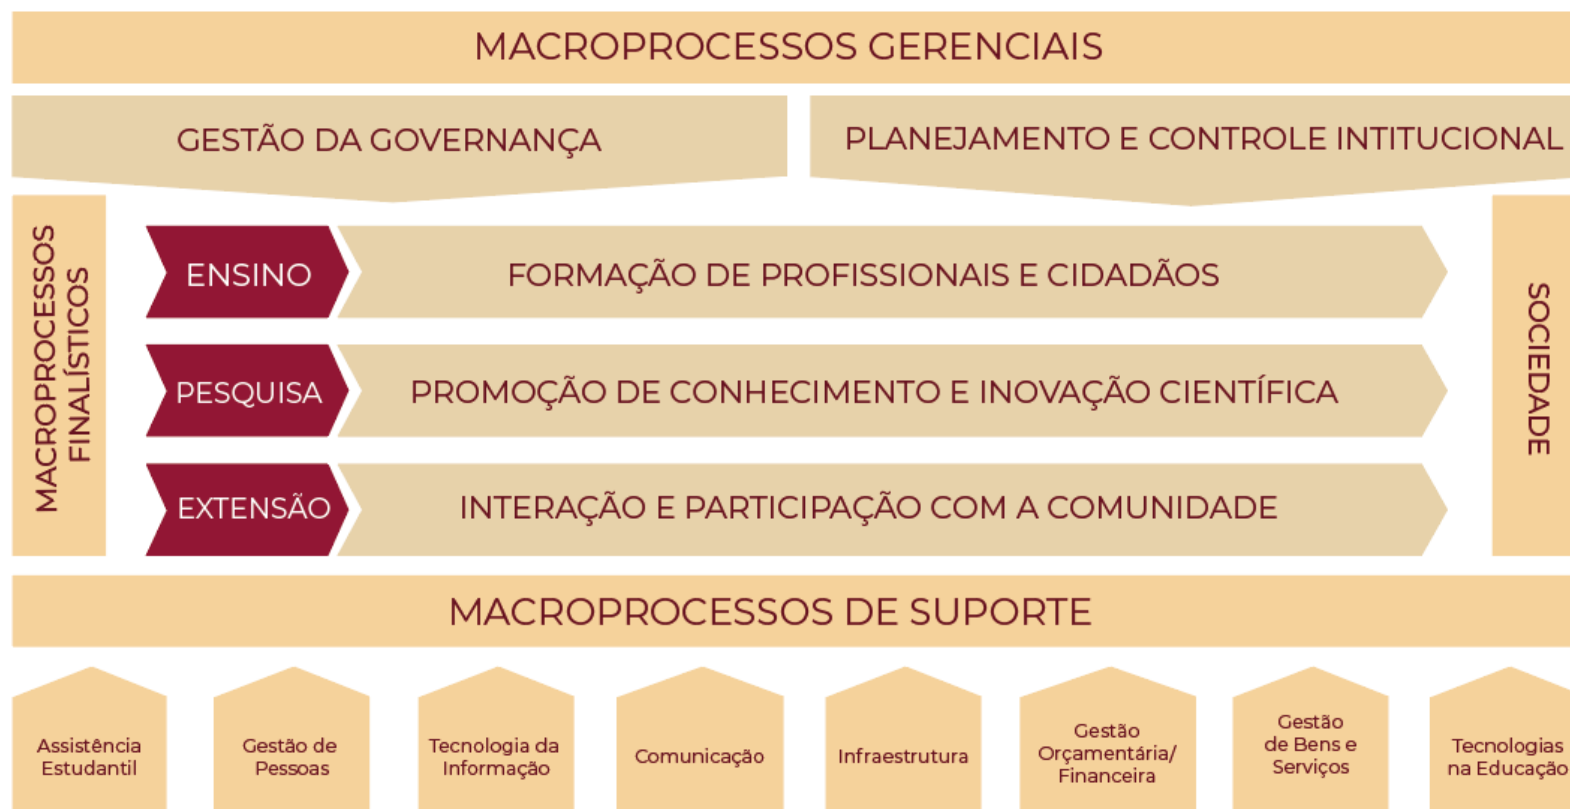 MACROPROCESSOS GERENCIAIS
GESTÃO DA GOVERNANÇA
PLANEJAMENTO E CONTROLE INTITUCIONAL
MACROPROCESSOS
FINALÍSTICOS
ENSINO
FORMAÇÃO DE PROFISSIONAIS E CIDADÃOS
PESQUISA
PROMOÇÃO DE CONHECIMENTO E INOVAÇÃO CIENTÍFICA
EXTENSÃO
INTERAÇÃO E PARTICIPAÇÃO COM A COMUNIDADE
SOCIEDADE
MACROPROCESSOS DE SUPORTE
Assistência
Estudantil
Gestão de
Pessoas
Tecnologia da
Informação
Comunicação
Infraestrutura
Gestão
Orçamentária/
Financeira
Gestão
de Bens e
Serviços
Tecnologias
na Educação